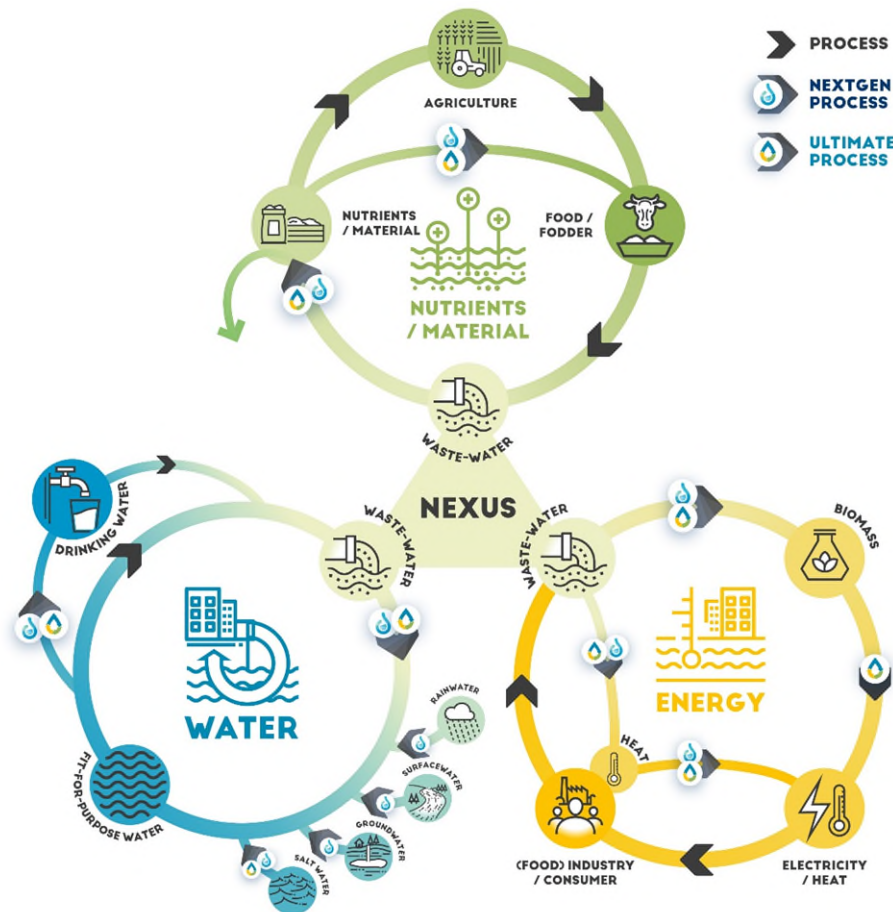 PROCESS
NEXTGEN
PROCESS
ULTIMATE
PROCESS
AGRICULTURE
NUTRIENTS
/ MATERIAL
FOOD /
FODDER
NUTRIENTS
/ MATERIAL
WASTE-WATER
NEXUS
WASTE-WATER
WASTE-WATER
DRINKING WATER
WATER
FIT-FOR-PURPOSE WATER
RAINWATER
SURFACEWATER
GROUNDWATER
SALT WATER
BIOMASS
ENERGY
HEAT
(FOOD) INDUSTRY
/ CONSUMER
ELECTRICITY
/ HEAT